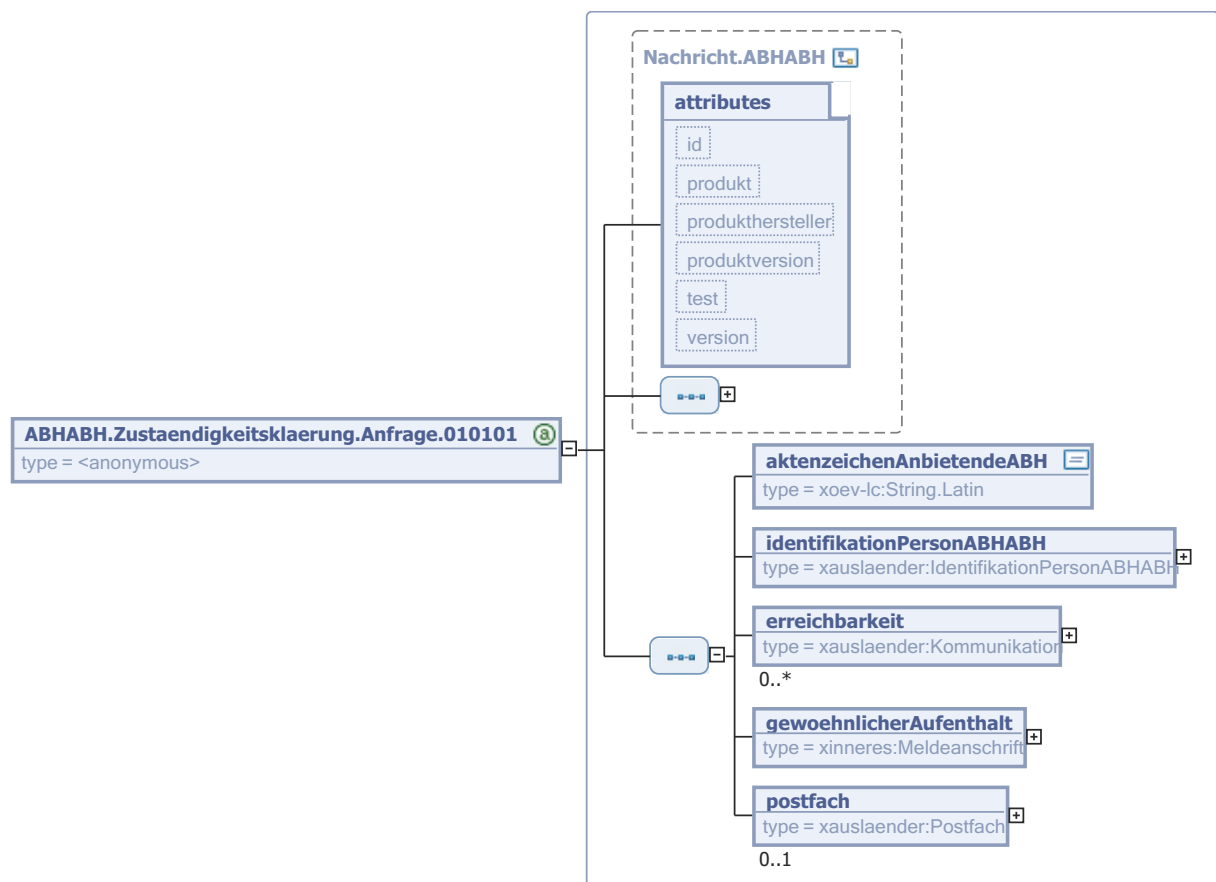 Nachricht.ABHABH
attributes
id
produkt
produkthersteller
produktversion
test
version
ABHABH.Zustaendigkeitsklaerung.Anfrage.010101
type = <anonymous>
aktenzeichenAnbietendeABH
type = xoev-lc:String.Latin
identifikationPersonABHABH
type = xauslaender:IdentifikationPersonABHABH
erreichbarkeit
type = xauslaender:Kommunikation
0..*
gewoehnlicherAufenthalt
type = xinneres:Meldeanschrift
postfach
type = xauslaender:Postfach
0..1